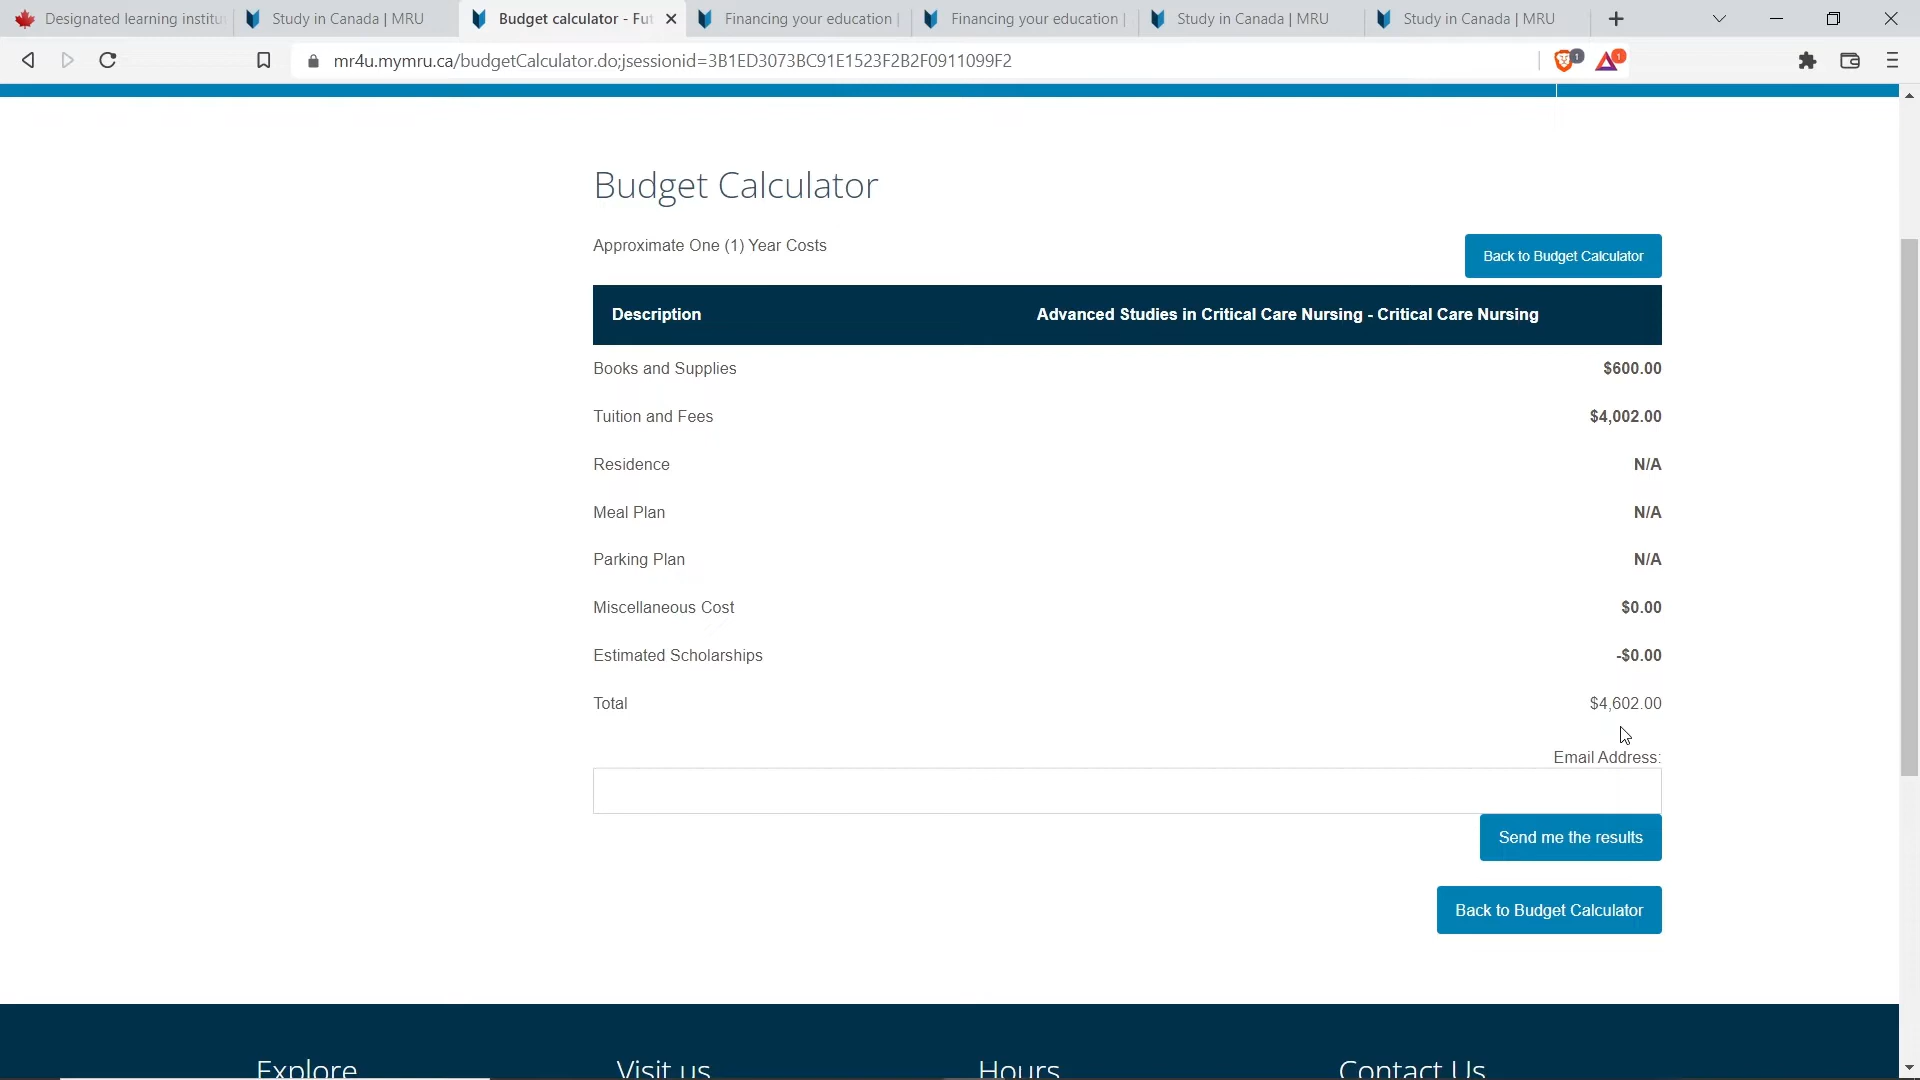 Designated learning institu
Study in Canada | MRU
Budget calculator - Fut
Financing your education |
Financing your education |
Study in Canada | MRU
Study in Canada | MRU
mr4u.mymru.ca/budgetCalculator.do;jsessionid=3B1ED3073BC91E1523F2B2F0911099F2
1
1
Budget Calculator
Approximate One (1) Year Costs
Back to Budget Calculator
Description Advanced Studies in Critical Care Nursing - Critical Care Nursing
Books and Supplies $600.00
Tuition and Fees $4,002.00
Residence N/A
Meal Plan N/A
Parking Plan N/A
Miscellaneous Cost $0.00
Estimated Scholarships -$0.00
Total $4,602.00
Email Address:
Send me the results
Back to Budget Calculator
Explore Visit us Hours Contact Us